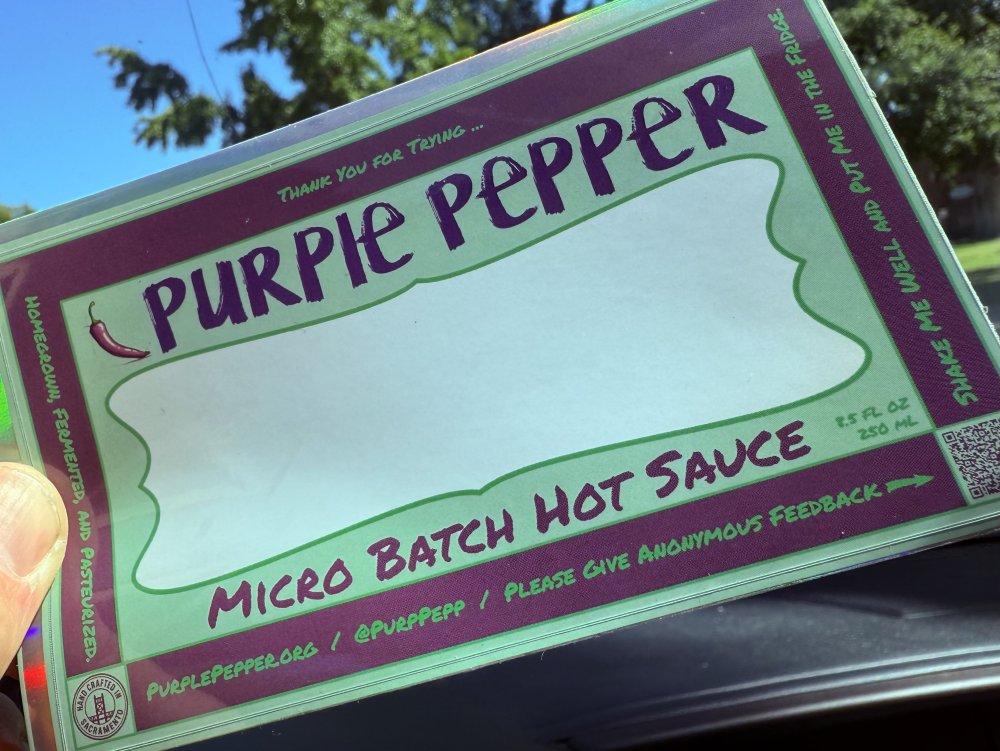 Thank You for Trying ...
Purple Pepper
Homegrown, Fermented, and Pasteurized.
Shake Me Well and Put Me in the Fridge.
8.5 FL OZ
250 mL
Micro Batch Hot Sauce
PurplePepper.org / @PurpPepp / Please Give Anonymous Feedback
HAND CRAFTED IN
SACRAMENTO